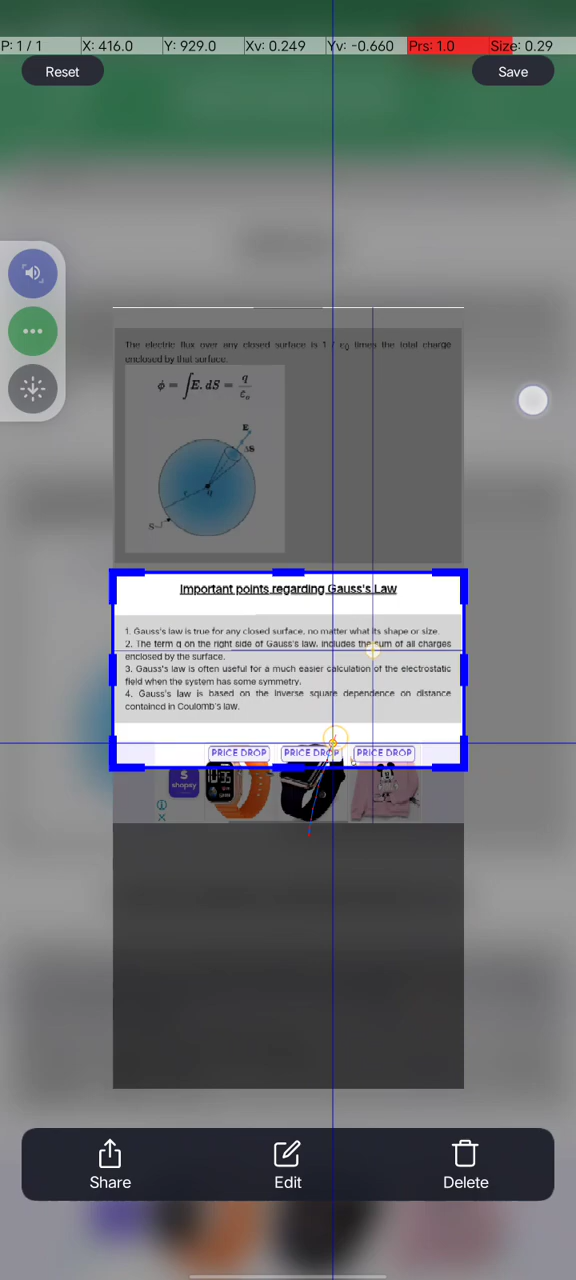 P: 1 / 1 X: 416.0 Y: 929.0 Xv: 0.249 Yv: -0.660 Prs: 1.0 Size: 0.29
Reset Save
The electric flux over any closed surface is 1 / ε0 times the total charge
enclosed by that surface.
ϕ = ∫E.dS = q/ε₀
E
ΔS
r
Q
S
Important points regarding Gauss's Law
1. Gauss's law is true for any closed surface, no matter what its shape or size.
2. The term q on the right side of Gauss's law, includes the sum of all charges
enclosed by the surface.
3. Gauss's law is often useful for a much easier calculation of the electrostatic
field when the system has some symmetry.
4. Gauss's law is based on the inverse square dependence on distance
contained in Coulomb's law.
PRICE DROP PRICE DROP PRICE DROP
S
shopsy
10:35
Share Edit Delete